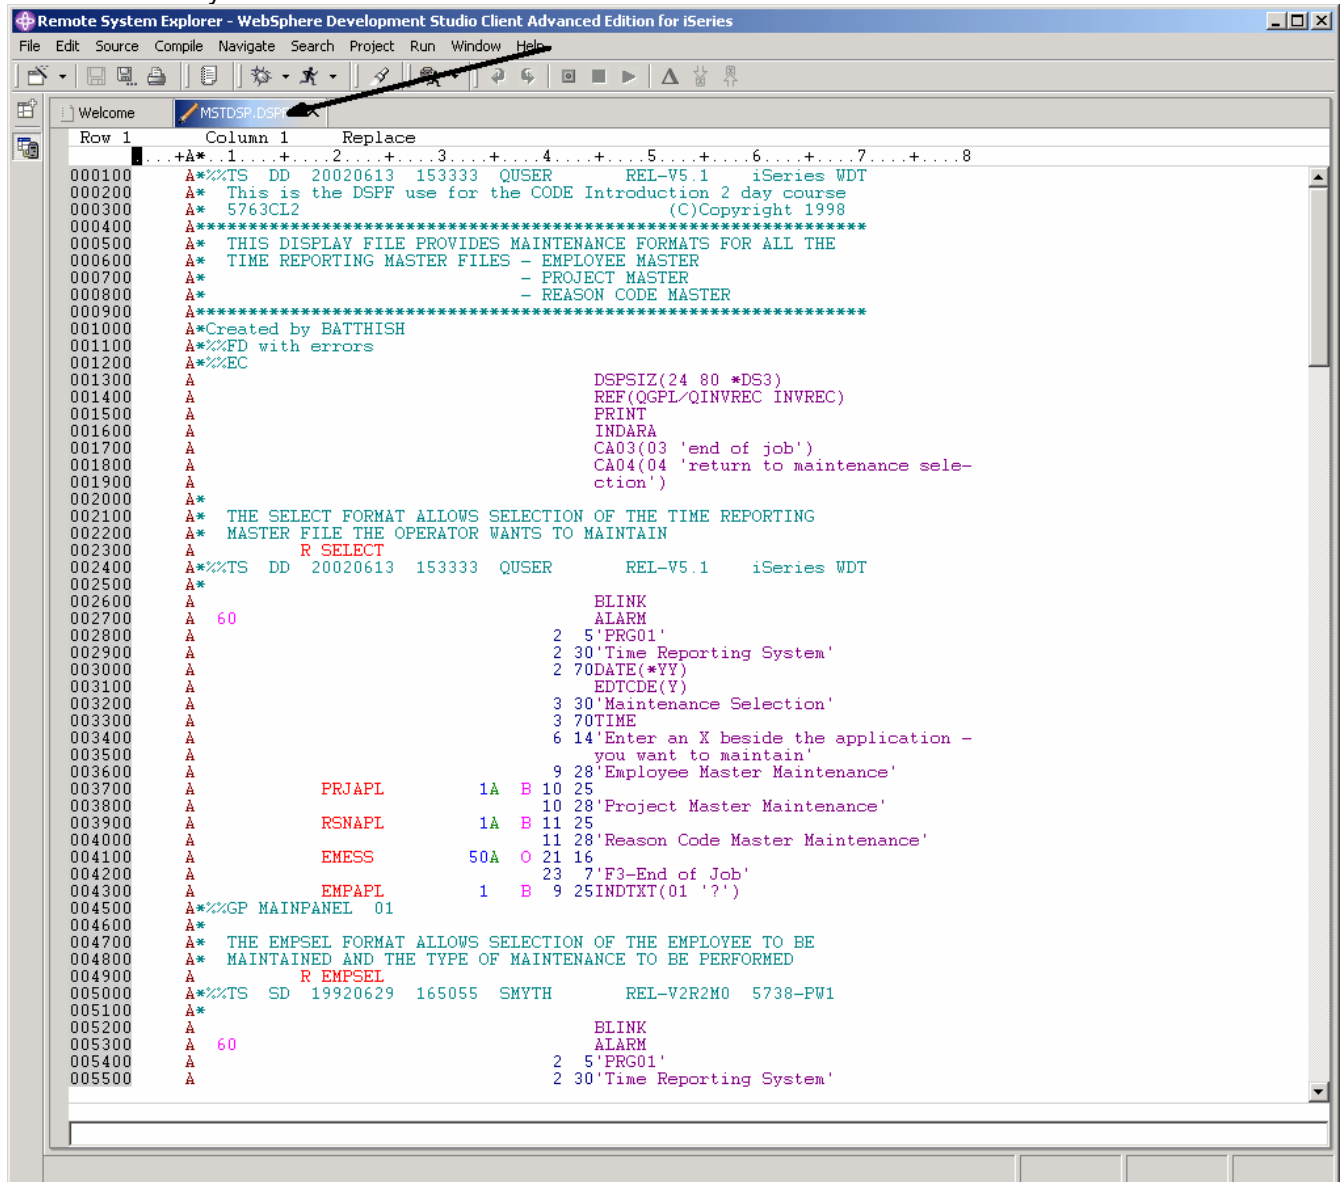 Remote System Explorer - WebSphere Development Studio Client Advanced Edition for iSeries
File Edit Source Compile Navigate Search Project Run Window Help
Welcome MSTDSP.DSPF
Row 1 Column 1 Replace
....+A*..1....+....2....+....3....+....4....+....5....+....6....+....7....+....8
000100 A*%%TS DD 20020613 153333 QUSER REL-V5.1 iSeries WDT
000200 A* This is the DSPF use for the CODE Introduction 2 day course
000300 A* 5763CL2 (C)Copyright 1998
000400 A****************************************************************
000500 A* THIS DISPLAY FILE PROVIDES MAINTENANCE FORMATS FOR ALL THE
000600 A* TIME REPORTING MASTER FILES - EMPLOYEE MASTER
000700 A* - PROJECT MASTER
000800 A* - REASON CODE MASTER
000900 A****************************************************************
001000 A*Created by BATTHISH
001100 A*%%FD with errors
001200 A*%%EC
001300 A DSPSIZ(24 80 *DS3)
001400 A REF(QGPL/QINVREC INVREC)
001500 A PRINT
001600 A INDARA
001700 A CA03(03 'end of job')
001800 A CA04(04 'return to maintenance sele-
001900 A ction')
002000 A*
002100 A* THE SELECT FORMAT ALLOWS SELECTION OF THE TIME REPORTING
002200 A* MASTER FILE THE OPERATOR WANTS TO MAINTAIN
002300 A R SELECT
002400 A*%%TS DD 20020613 153333 QUSER REL-V5.1 iSeries WDT
002500 A*
002600 A BLINK
002700 A 60 ALARM
002800 A 2 5'PRG01'
002900 A 2 30'Time Reporting System'
003000 A 2 70DATE(*YY)
003100 A EDTCDE(Y)
003200 A 3 30'Maintenance Selection'
003300 A 3 70TIME
003400 A 6 14'Enter an X beside the application -
003500 A you want to maintain'
003600 A 9 28'Employee Master Maintenance'
003700 A PRJAPL 1A B 10 25
003800 A 10 28'Project Master Maintenance'
003900 A RSNAPL 1A B 11 25
004000 A 11 28'Reason Code Master Maintenance'
004100 A EMESS 50A O 21 16
004200 A 23 7'F3-End of Job'
004300 A EMPAPL 1 B 9 25INDTXT(01 '?')
004500 A*%%GP MAINPANEL 01
004600 A*
004700 A* THE EMPSEL FORMAT ALLOWS SELECTION OF THE EMPLOYEE TO BE
004800 A* MAINTAINED AND THE TYPE OF MAINTENANCE TO BE PERFORMED
004900 A R EMPSEL
005000 A*%%TS SD 19920629 165055 SMYTH REL-V2R2M0 5738-PW1
005100 A*
005200 A BLINK
005300 A 60 ALARM
005400 A 2 5'PRG01'
005500 A 2 30'Time Reporting System'